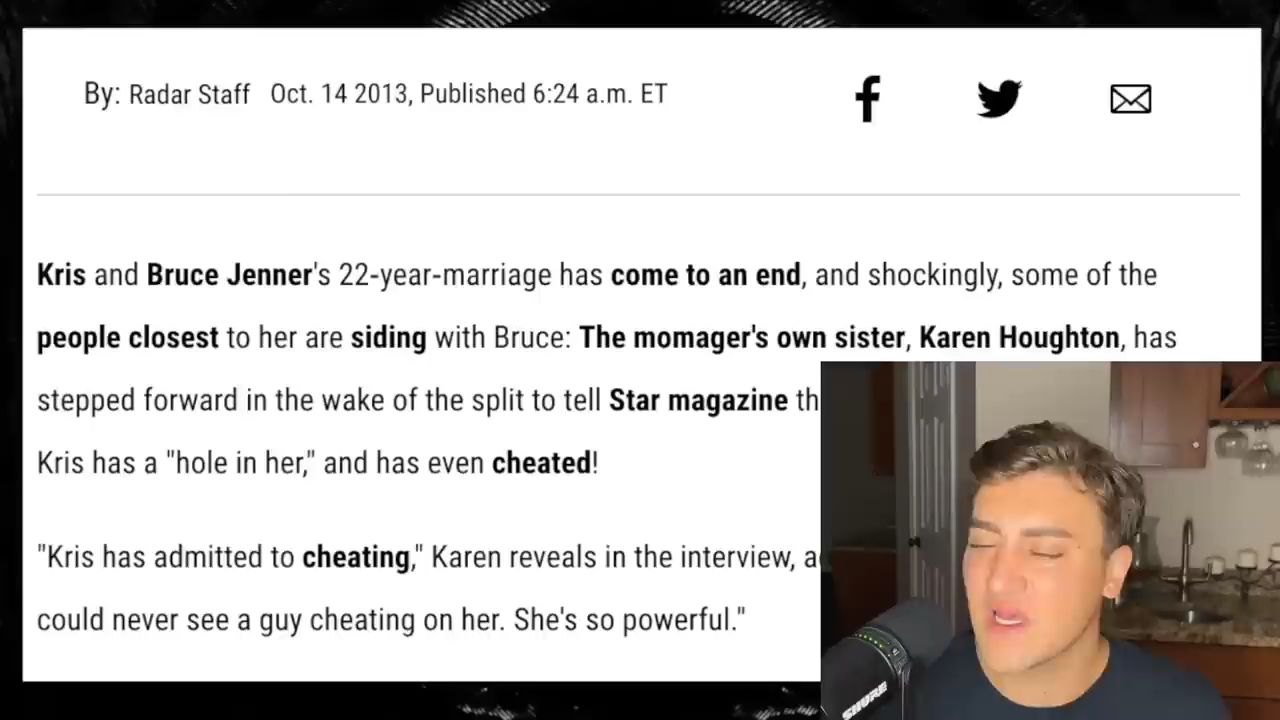 By: Radar Staff Oct. 14 2013, Published 6:24 a.m. ET
Kris and Bruce Jenner's 22-year-marriage has come to an end, and shockingly, some of the
people closest to her are siding with Bruce: The momager's own sister, Karen Houghton, has
stepped forward in the wake of the split to tell Star magazine th
Kris has a "hole in her," and has even cheated!
"Kris has admitted to cheating," Karen reveals in the interview, a
could never see a guy cheating on her. She's so powerful."
SHURE